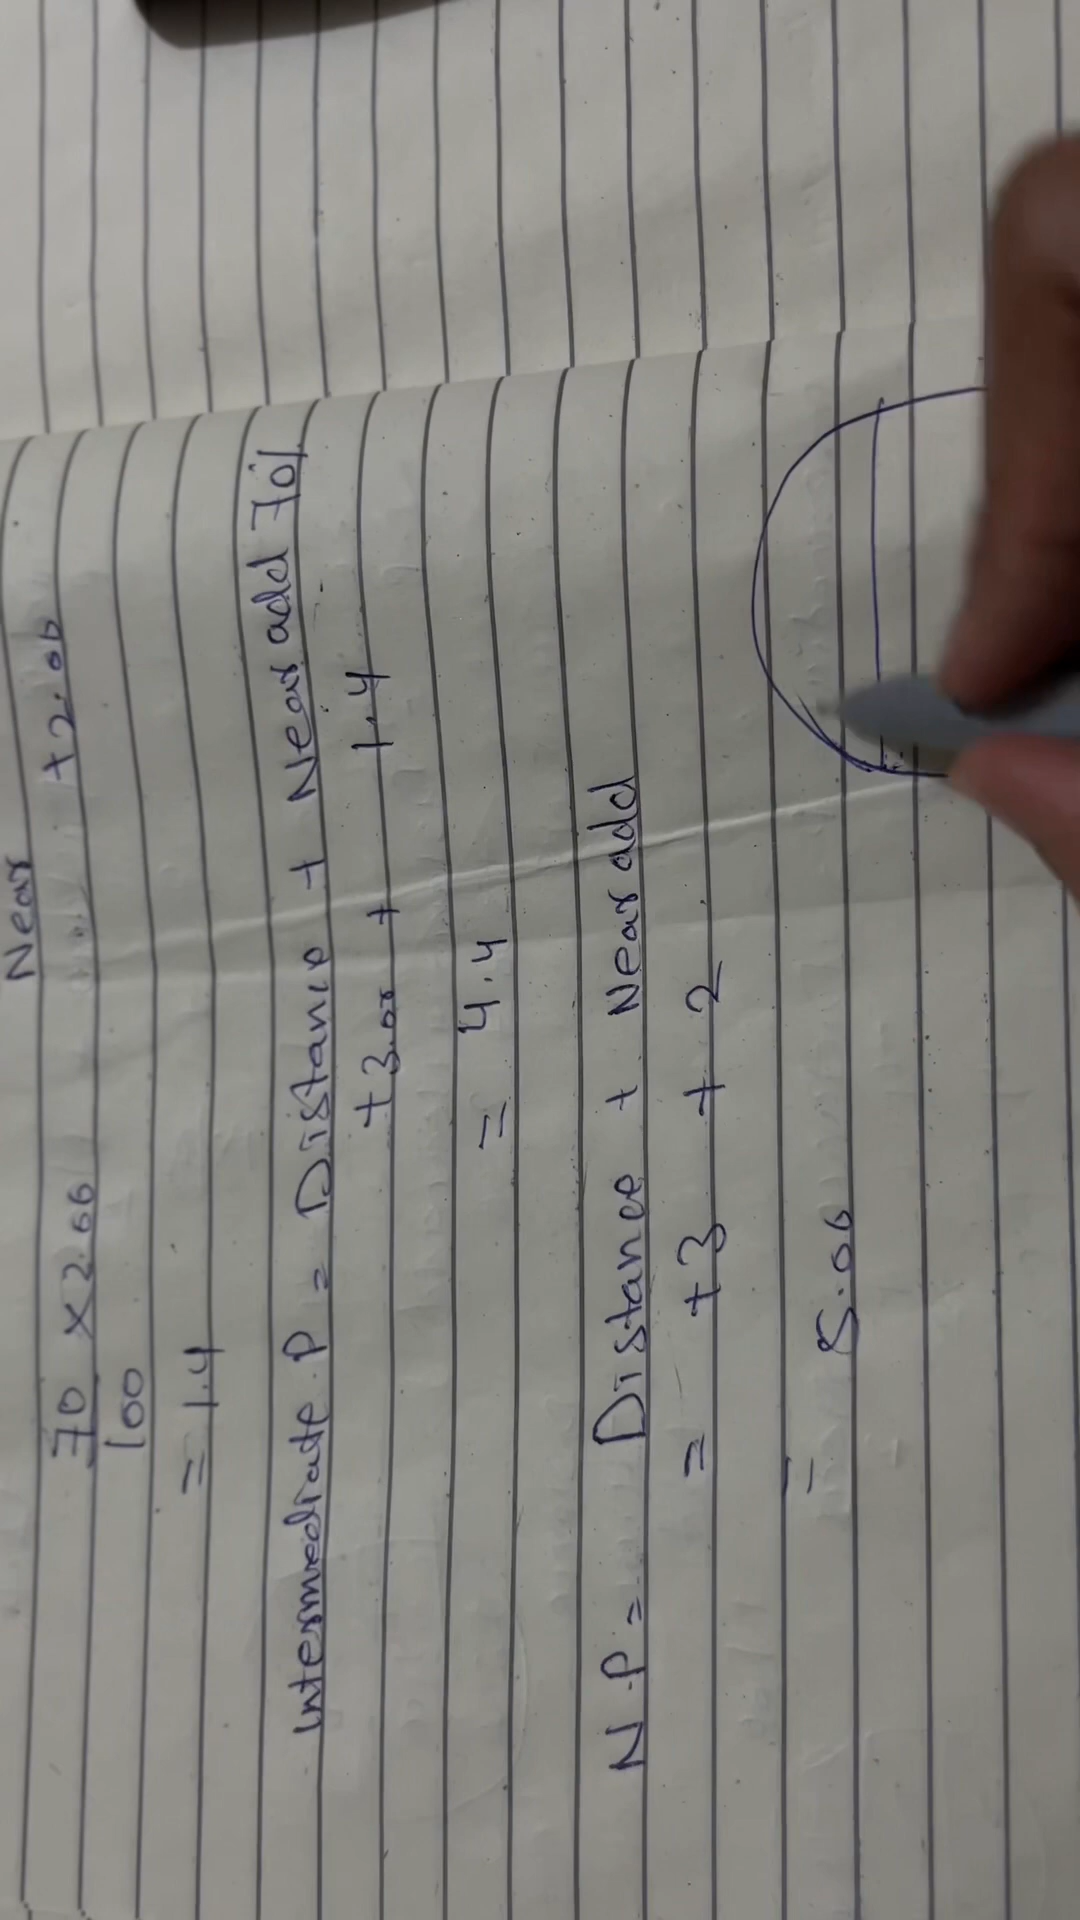 Near
70 × 2.00 +2.00
100
= 1.4
Intermediate P = Distance + Near add 70%
+3.00 + 1.4
= 4.4
N.P = Distance + Near add
= +3 + 2
= 5.00